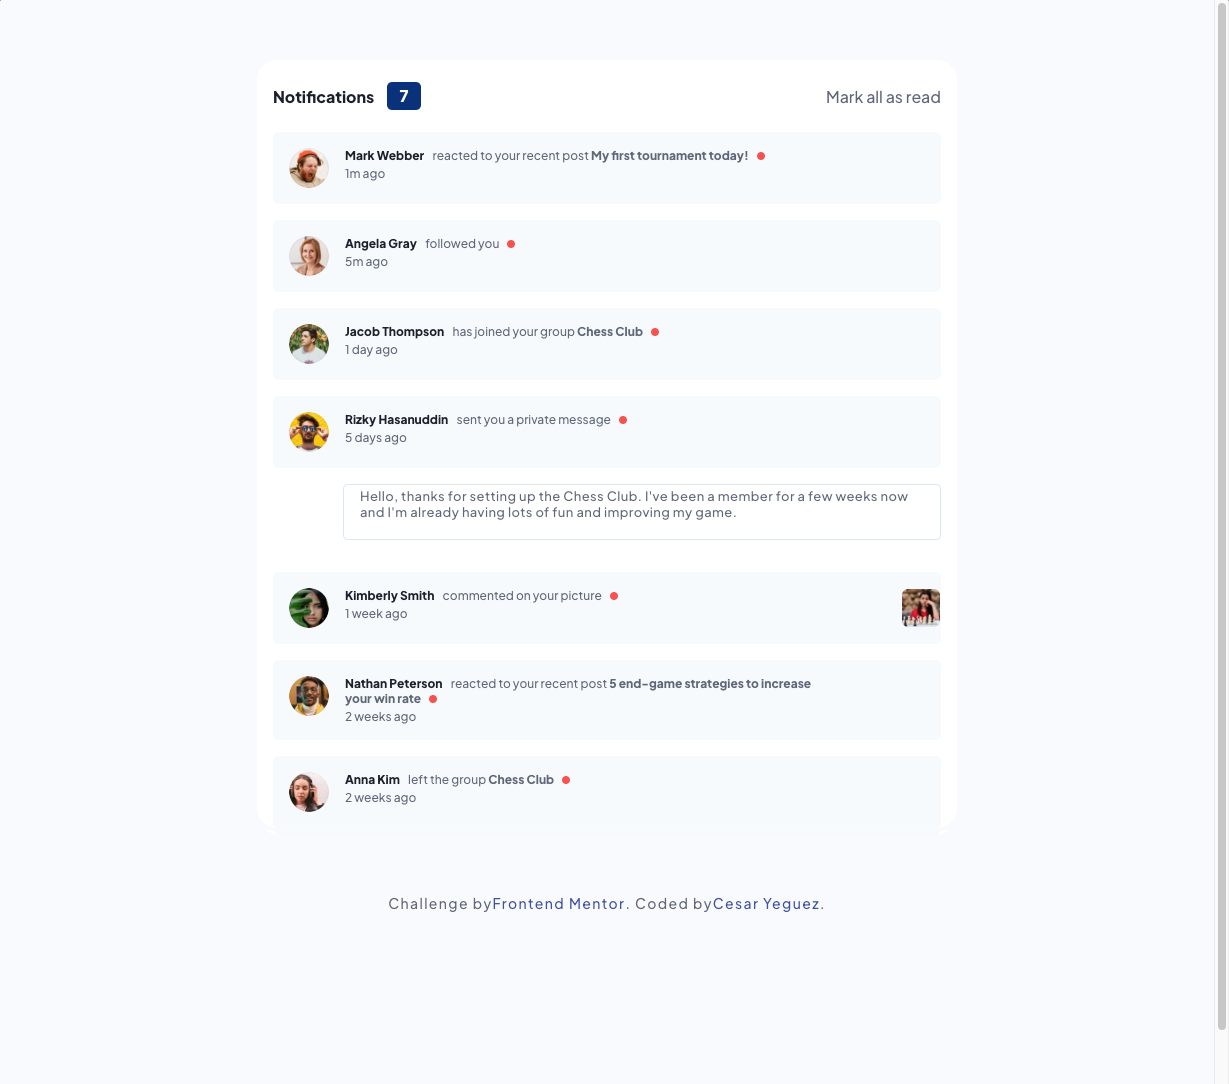 Notifications 7 Mark all as read
Mark Webber reacted to your recent post My first tournament today!
1m ago
Angela Gray followed you
5m ago
Jacob Thompson has joined your group Chess Club
1 day ago
Rizky Hasanuddin sent you a private message
5 days ago
Hello, thanks for setting up the Chess Club. I've been a member for a few weeks now
and I'm already having lots of fun and improving my game.
Kimberly Smith commented on your picture
1 week ago
Nathan Peterson reacted to your recent post 5 end-game strategies to increase
your win rate
2 weeks ago
Anna Kim left the group Chess Club
2 weeks ago
Challenge byFrontend Mentor. Coded byCesar Yeguez.